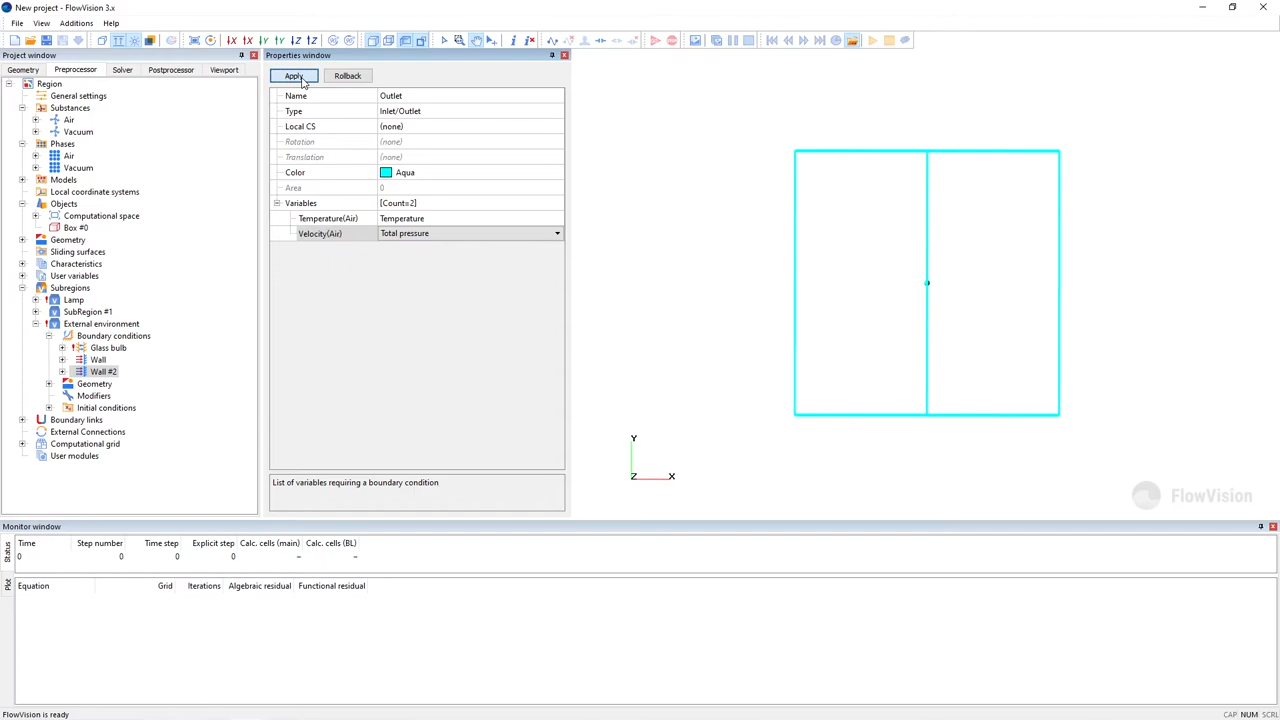 New project - FlowVision 3.x
File View Additions Help
Project window
Properties window
Geometry Preprocessor Solver Postprocessor Viewport
Apply Rollback
Region
General settings
Substances
Air
Vacuum
Phases
Air
Vacuum
Models
Local coordinate systems
Objects
Computational space
Box #0
Geometry
Sliding surfaces
Characteristics
User variables
Subregions
Lamp
SubRegion #1
External environment
Boundary conditions
Glass bulb
Wall
Wall #2
Geometry
Modifiers
Initial conditions
Boundary links
External Connections
Computational grid
User modules
Name Outlet
Type Inlet/Outlet
Local CS (none)
Rotation (none)
Translation (none)
Color Aqua
Area 0
Variables [Count=2]
Temperature(Air) Temperature
Velocity(Air) Total pressure
List of variables requiring a boundary condition
Y
Z X
FlowVision
Monitor window
Status
Plot
Time Step number Time step Explicit step Calc. cells (main) Calc. cells (BL)
0 0 0 0 – –
Equation Grid Iterations Algebraic residual Functional residual
FlowVision is ready
CAP NUM SCRL